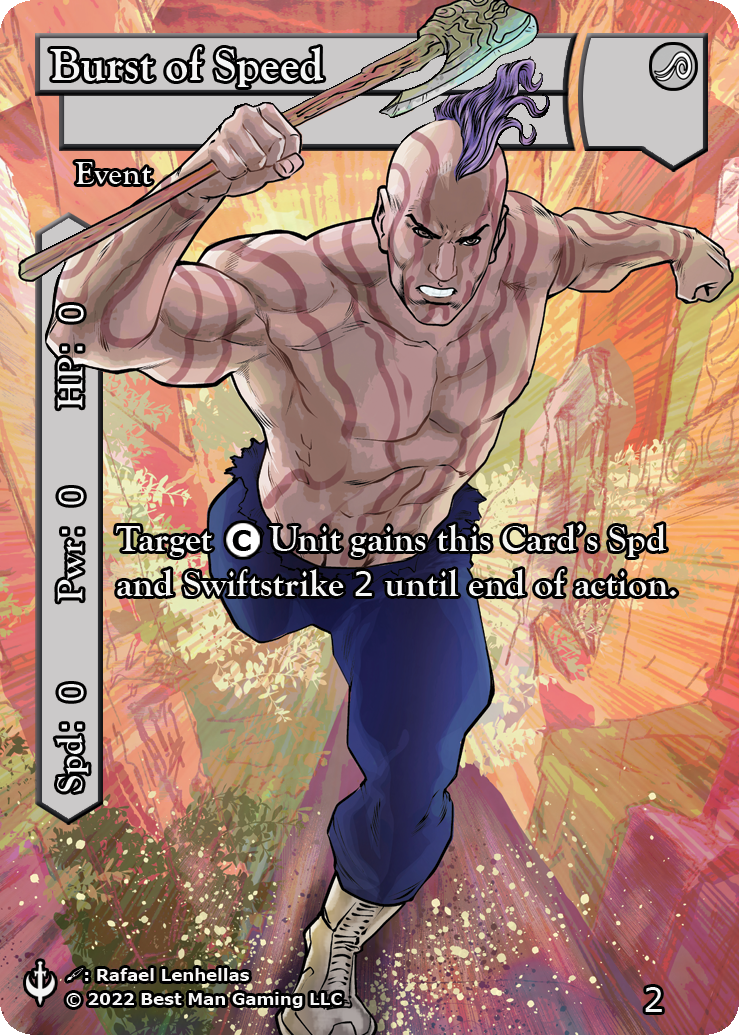 Burst of Speed
Event
HP: 0
Pwr: 0
Spd: 0
Target C Unit gains this Card's Spd
and Swiftstrike 2 until end of action.
: Rafael Lenhellas
© 2022 Best Man Gaming LLC.
2